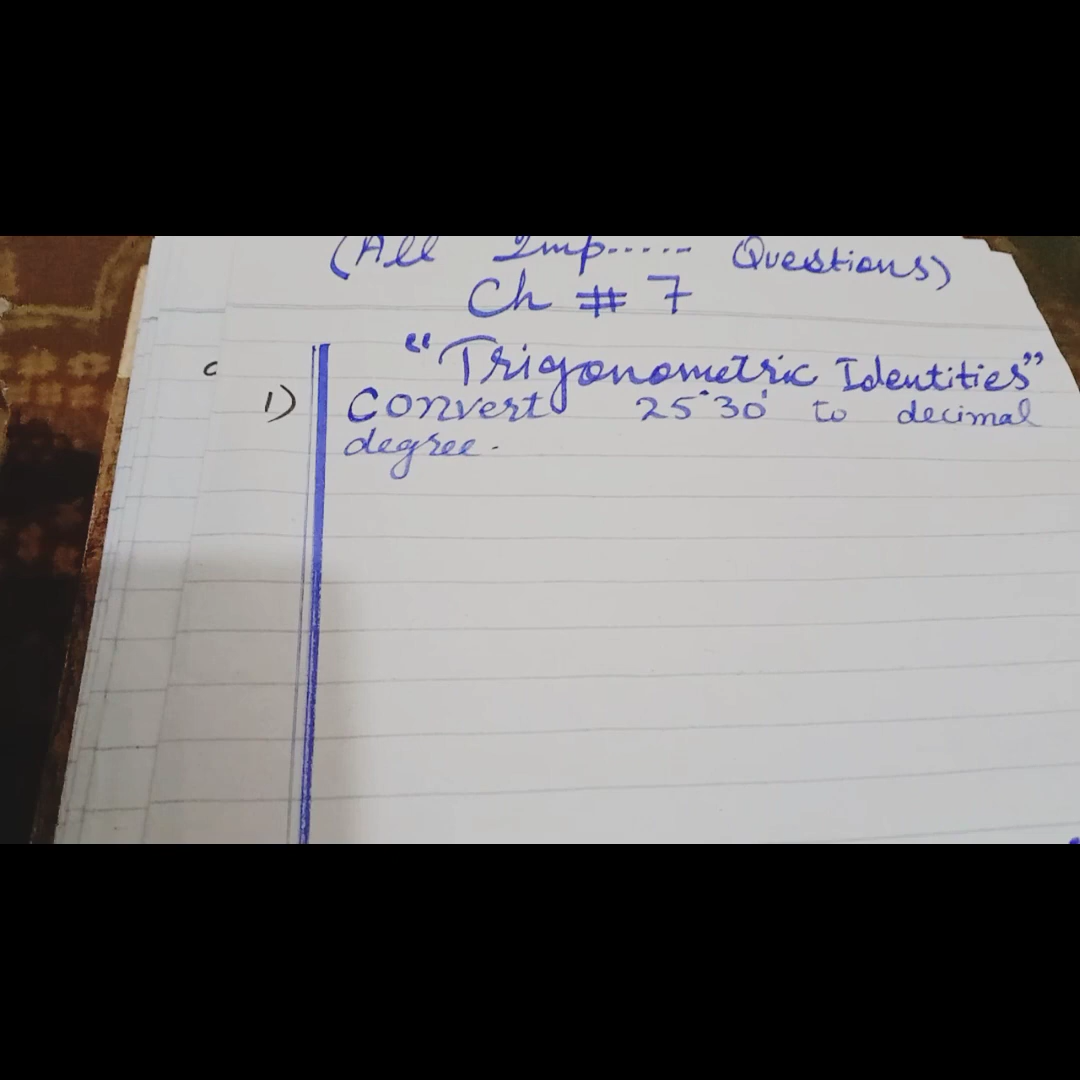 (All Imp...... Questions)
Ch # 7
"Trigonometric Identities"
c
1) Convert 25°30' to decimal
degree.